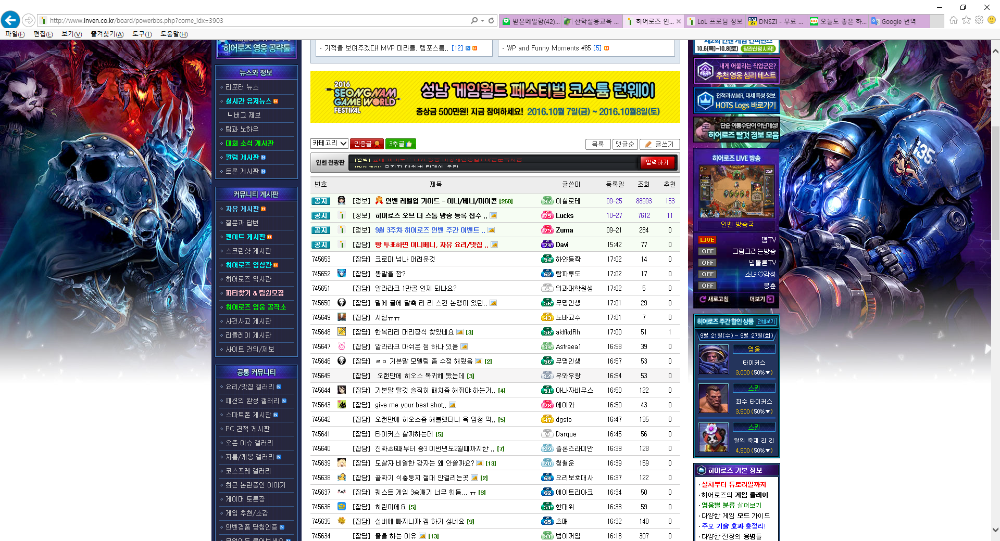 http://www.inven.co.kr/board/powerbbs.php?come_idx=3903
받은메일함(42)...
산학실용교육 ...
히어로즈 인...
LoL 프로팀 정보
DNSZi - 무료 ...
오늘도 좋은 하...
Google 번역
파일(F) 편집(E) 보기(V) 즐겨찾기(A) 도구(T) 도움말(H)
히어로즈 영웅 공략툴
뉴스와 정보
리포터 뉴스
실시간 유저뉴스
┗ 버그 제보
팁과 노하우
대회 소식 게시판
칼럼 게시판
토론 게시판
커뮤니티 게시판
자유 게시판
질문과 답변
팬아트 게시판
스크린샷 게시판
히어로즈 영상관
히어로즈 역사관
파티찾기 & 팀원모집
히어로즈 영웅 공작소
사건사고 게시판
리플레이 게시판
사이트 건의/제보
공통 커뮤니티
요리/맛집 갤러리
패션의 완성 갤러리
스마트폰 게시판
PC 견적 게시판
오픈 이슈 갤러리
지름/개봉 갤러리
코스프레 갤러리
최근 논란중인 이야기
게이머 토론장
게임 추천/소감
인벤경품 당첨인증
· 기적을 보여주겠다! MVP 미라클, 템포스톰.. [12]
· WP and Funny Moments #85 [5]
2016 SEONGNAM GAME WORLD FESTIVAL
성남 게임월드 페스티벌 코스튬 런웨이
총상금 500만원! 지금 참여하세요! 2016.10월 7일(금) ~ 2016.10월8일(토)
카테고리 인증글 3추글 목록 댓글순 글쓰기
인벤 전광판 입력하기
번호 제목 글쓴이 등록일 조회 추천
공지 [정보] 인벤 레벨업 가이드 - 이니/베니/아이콘 [268] 37 이실로테 09-25 88993 153
공지 [정보] 히어로즈 오브 더 스톰 방송 등록 접수 .. 75 Lucks 10-27 7612 11
공지 [정보] 9월 3주차 히어로즈 인벤 주간 이벤트 .. 75 Zuma 09-21 284 0
공지 [잡담] 빵 투표하면 이니베니, 자유 요리/맛집 .. 74 Davi 15:42 77 0
745653 [잡담] 크로미 넘나 어려운것 54 하얀등짝 17:02 14 0
745652 [잡담] 똥말을 깜? 62 람파루도 17:02 17 0
745651 [잡담] 알라라크 1만골 언제 되나요? 4 의과대학원생 17:02 5 0
745650 [잡담] 밑에 글에 달축 리 리 스킨 논쟁이 있던.. 56 무명인생 17:01 29 0
745649 [잡담] 시험ㅠㅠ 43 노바고수 17:01 7 0
745648 [잡담] 한복리리 머리장식 찾았네요 [3] 56 akffkdRh 17:00 51 1
745647 [잡담] 알라라크 아쉬운 점 하나 있음 34 Astraea1 16:58 39 0
745646 [잡담] ㄹㅇ 기본말 모델링 좀 수정 해줬음 [2] 56 무명인생 16:57 53 0
745645 [잡담] 오랜만에 히오스 복귀해 봤는데 [3] 12 우와우왕 16:54 53 0
745644 [잡담] 기본말 탈것 솔직히 패치좀 해줘야 하는거.. [4] 51 아나자비우스 16:50 122 0
745643 [잡담] give me your best shot.. 78 에이와 16:50 43 0
745642 [잡담] 오랜만에 히오스좀 해볼랬더니 욕 엄청 먹.. [5] 47 dgsfo 16:47 135 0
745641 [잡담] 타이커스 살까하는데 [5] 9 Darque 16:45 56 0
745640 [잡담] 진짜초6때부터 중3 이번년도2월때까지한 .. [7] 29 플론즈라미안 16:39 128 0
745639 [잡담] 도살자 비열한 강자는 왜 안쓸까요? [13] 20 청월운 16:39 159 0
745638 [잡담] 골짜기 식충둥지 절대 안걸리는곳 [2] 64 오리보호대사 16:37 122 0
745637 [잡담] 퀘스트 게임 3승깨기 너무 힘듬... ㅠ [3] 62 에이트리아크 16:34 50 0
745636 [잡담] 히린이에요 [5] 51 한대위 16:33 59 0
745635 [잡담] 실버에 빠지니까 겜 하기 싫네요 [9] 65 츠매 16:32 140 0
745634 [잡담] 줄을 하는 이유 [13] 31 범이꺼임 16:18 307 0
제2회 인벤 게임 컨퍼런스
10.6(목)~10.8(토) 참관신청 시작!
내게 어울리는 직업군은?
추천 영웅 심리 테스트
전적과 MMR, 대세 특성 정보
HOTS Logs 바로가기
단순 이동수단이 아닌개성!
히어로즈 탈것 정보 모음
히어로즈 LIVE 방송
인벤 방송국
LIVE 쨈TV
OFF 그림그리는방송
OFF 넵튤론TV
OFF 소녀♡감성
OFF 봉춘
새로고침 더보기
히어로즈 주간 할인 상품 전체보기
9월 21일(수) ~ 9월 27일(화)
영웅
타이커스
3,000 (50%▼)
스킨
죄수 타이커스
3,500 (50%▼)
스킨
달의 축제 리 리
4,500 (50%▼)
히어로즈 기본 정보
· 설치부터 튜토리얼까지
· 히어로즈의 게임 플레이
· 영웅별 분류 살펴보기
· 다양한 게임 모드 가이드
· 주요 기술 효과 총정리!
· 다양한 전장의 용병들